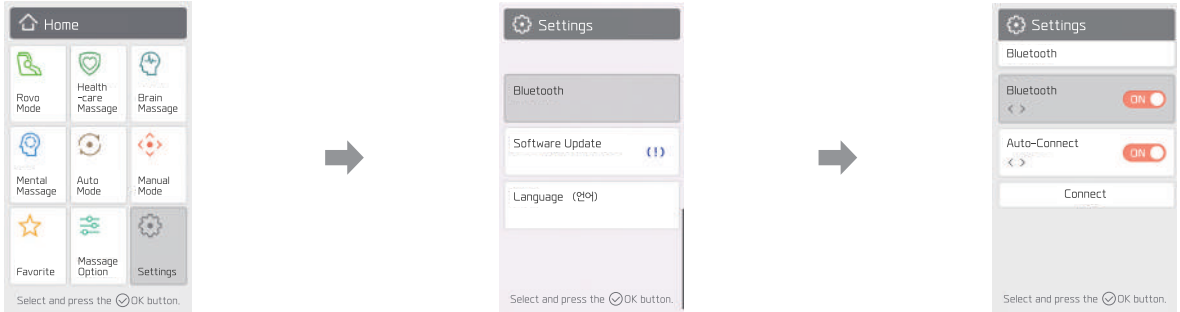 Home
Rovo
Mode
Health
-care
Massage
Brain
Massage
Mental
Massage
Auto
Mode
Manual
Mode
Favorite
Massage
Option
Settings
Select and press the OK button.
Settings
Bluetooth
Software Update
(!)
Language (언어)
Select and press the OK button.
Settings
Bluetooth
Bluetooth
< >
ON
Auto-Connect
< >
ON
Connect
Select and press the OK button.